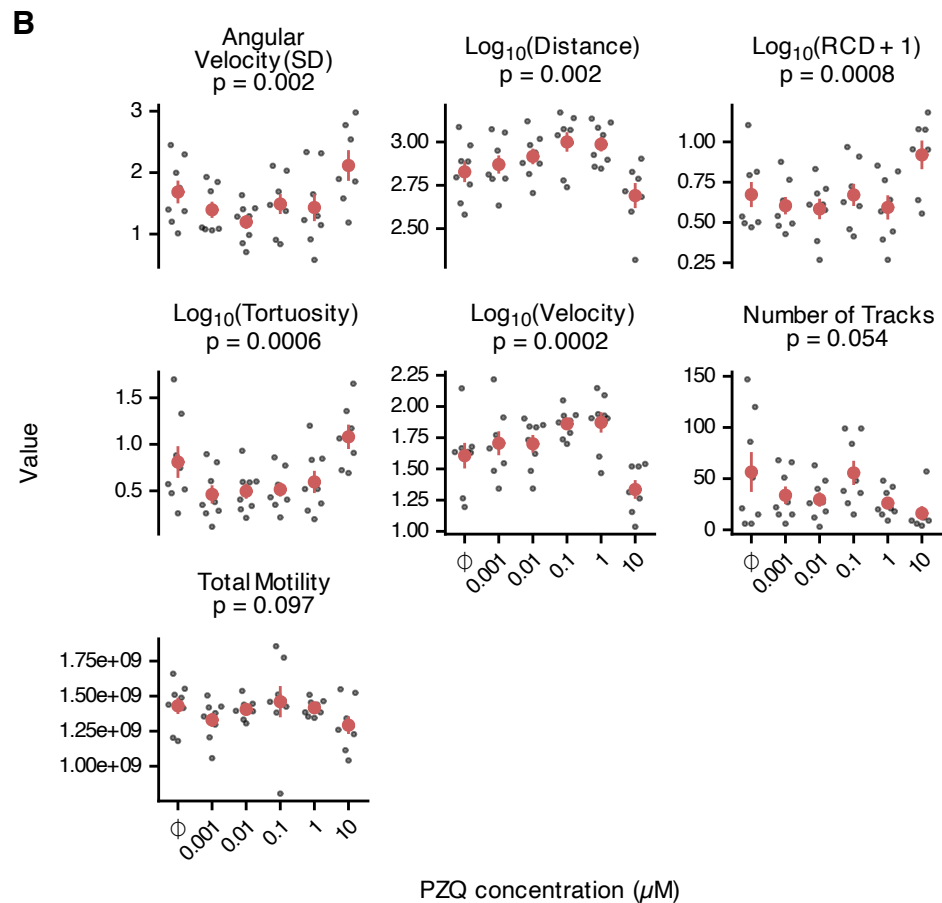 B
Angular
Velocity (SD)
p = 0.002
3
2
1
Log10(Distance)
p = 0.002
3.00
2.75
2.50
Log10(RCD + 1)
p = 0.0008
1.00
0.75
0.50
0.25
Log10(Tortuosity)
p = 0.0006
1.5
1.0
0.5
Log10(Velocity)
p = 0.0002
2.25
2.00
1.75
1.50
1.25
1.00
∅ 0.001 0.01 0.1 1 10
Number of Tracks
p = 0.054
150
100
50
0
∅ 0.001 0.01 0.1 1 10
Total Motility
p = 0.097
1.75e+09
1.50e+09
1.25e+09
1.00e+09
∅ 0.001 0.01 0.1 1 10
Value
PZQ concentration (µM)